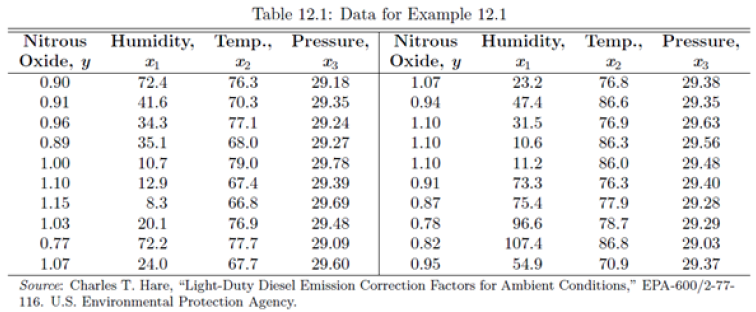 Table 12.1: Data for Example 12.1
Nitrous Humidity, Temp., Pressure, Nitrous Humidity, Temp., Pressure,
Oxide, y x1 x2 x3 Oxide, y x1 x2 x3
0.90 72.4 76.3 29.18 1.07 23.2 76.8 29.38
0.91 41.6 70.3 29.35 0.94 47.4 86.6 29.35
0.96 34.3 77.1 29.24 1.10 31.5 76.9 29.63
0.89 35.1 68.0 29.27 1.10 10.6 86.3 29.56
1.00 10.7 79.0 29.78 1.10 11.2 86.0 29.48
1.10 12.9 67.4 29.39 0.91 73.3 76.3 29.40
1.15 8.3 66.8 29.69 0.87 75.4 77.9 29.28
1.03 20.1 76.9 29.48 0.78 96.6 78.7 29.29
0.77 72.2 77.7 29.09 0.82 107.4 86.8 29.03
1.07 24.0 67.7 29.60 0.95 54.9 70.9 29.37
Source: Charles T. Hare, “Light-Duty Diesel Emission Correction Factors for Ambient Conditions,” EPA-600/2-77-
116. U.S. Environmental Protection Agency.